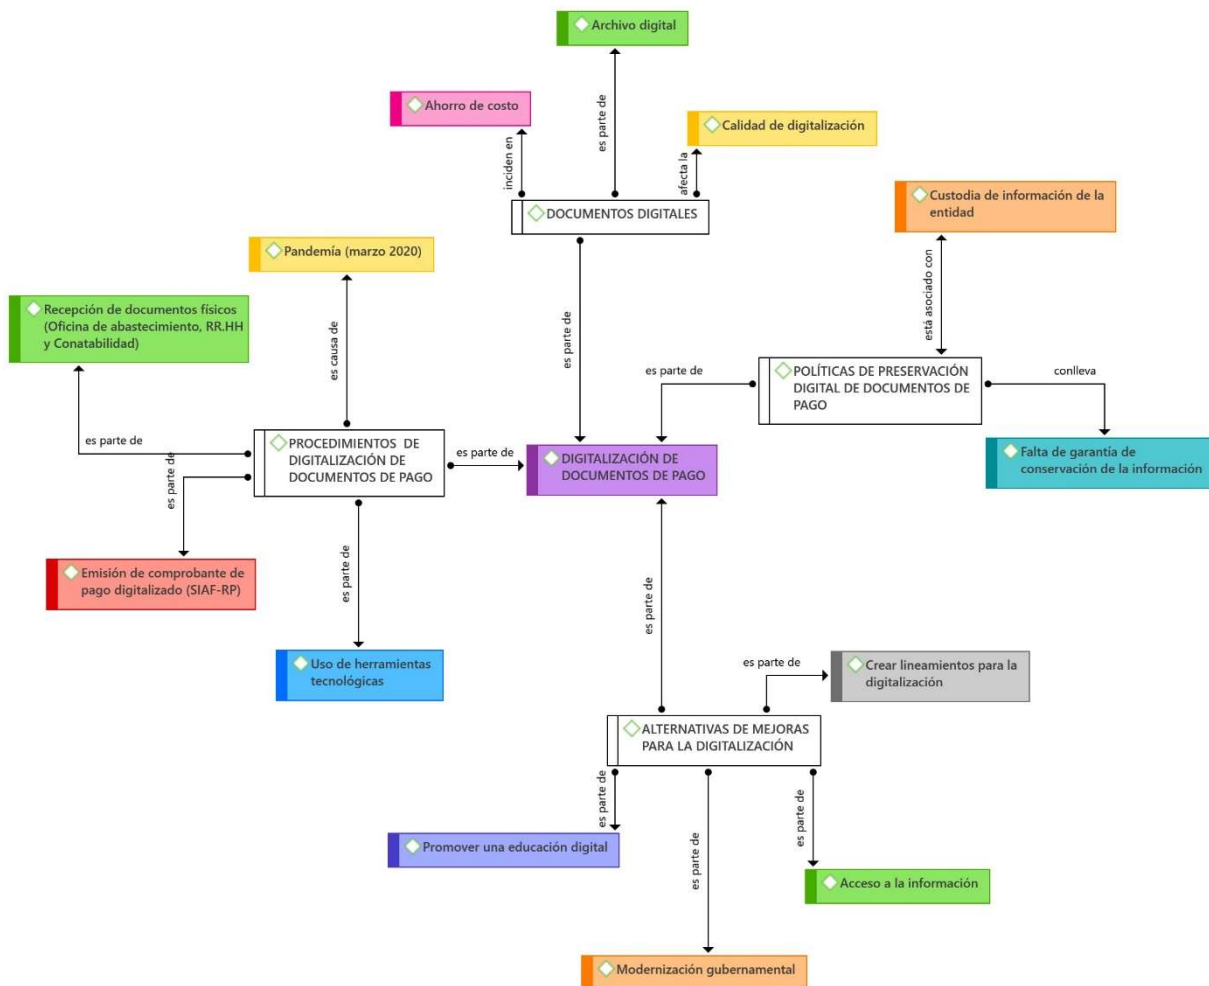 Archivo digital
Ahorro de costo
es parte de
Calidad de digitalización
inciden en
afecta la
DOCUMENTOS DIGITALES
Custodia de información de la
entidad
Pandemía (marzo 2020)
está asociado con
Recepción de documentos físicos
(Oficina de abastecimiento, RR.HH
y Conatabilidad)
es causa de
es parte de
es parte de
POLÍTICAS DE PRESERVACIÓN
DIGITAL DE DOCUMENTOS DE
PAGO
conlleva
es parte de
PROCEDIMIENTOS DE
DIGITALIZACIÓN DE
DOCUMENTOS DE PAGO
es parte de
DIGITALIZACIÓN DE
DOCUMENTOS DE PAGO
Falta de garantía de
conservación de la información
es parte de
Emisión de comprobante de
pago digitalizado (SIAF-RP)
es parte de
es parte de
Uso de herramientas
tecnológicas
es parte de
Crear lineamientos para la
digitalización
ALTERNATIVAS DE MEJORAS
PARA LA DIGITALIZACIÓN
es parte de
es parte de
es parte de
Promover una educación digital
Acceso a la información
Modernización gubernamental